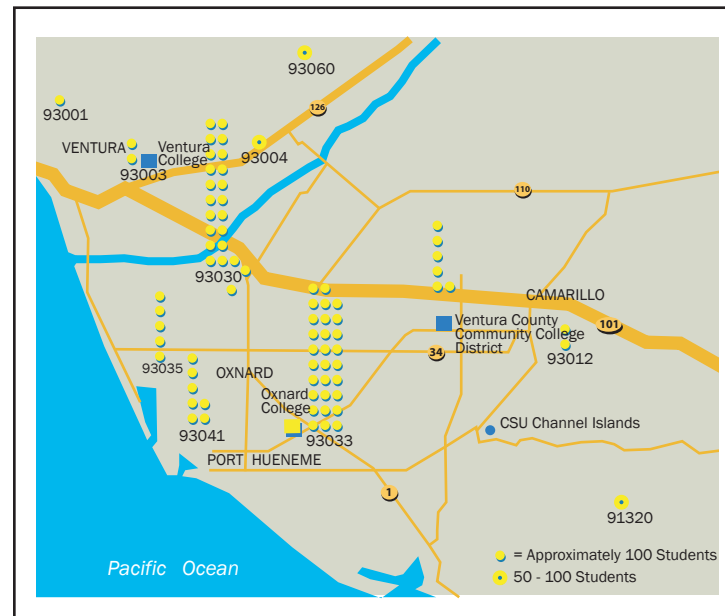 93060
93001
126
VENTURA
Ventura
College
93004
93003
110
93030
CAMARILLO
101
Ventura County
Community College
District
34
93012
93035
OXNARD
Oxnard
College
93041
93033
CSU Channel Islands
PORT HUENEME
1
91320
Pacific Ocean
= Approximately 100 Students
50 - 100 Students